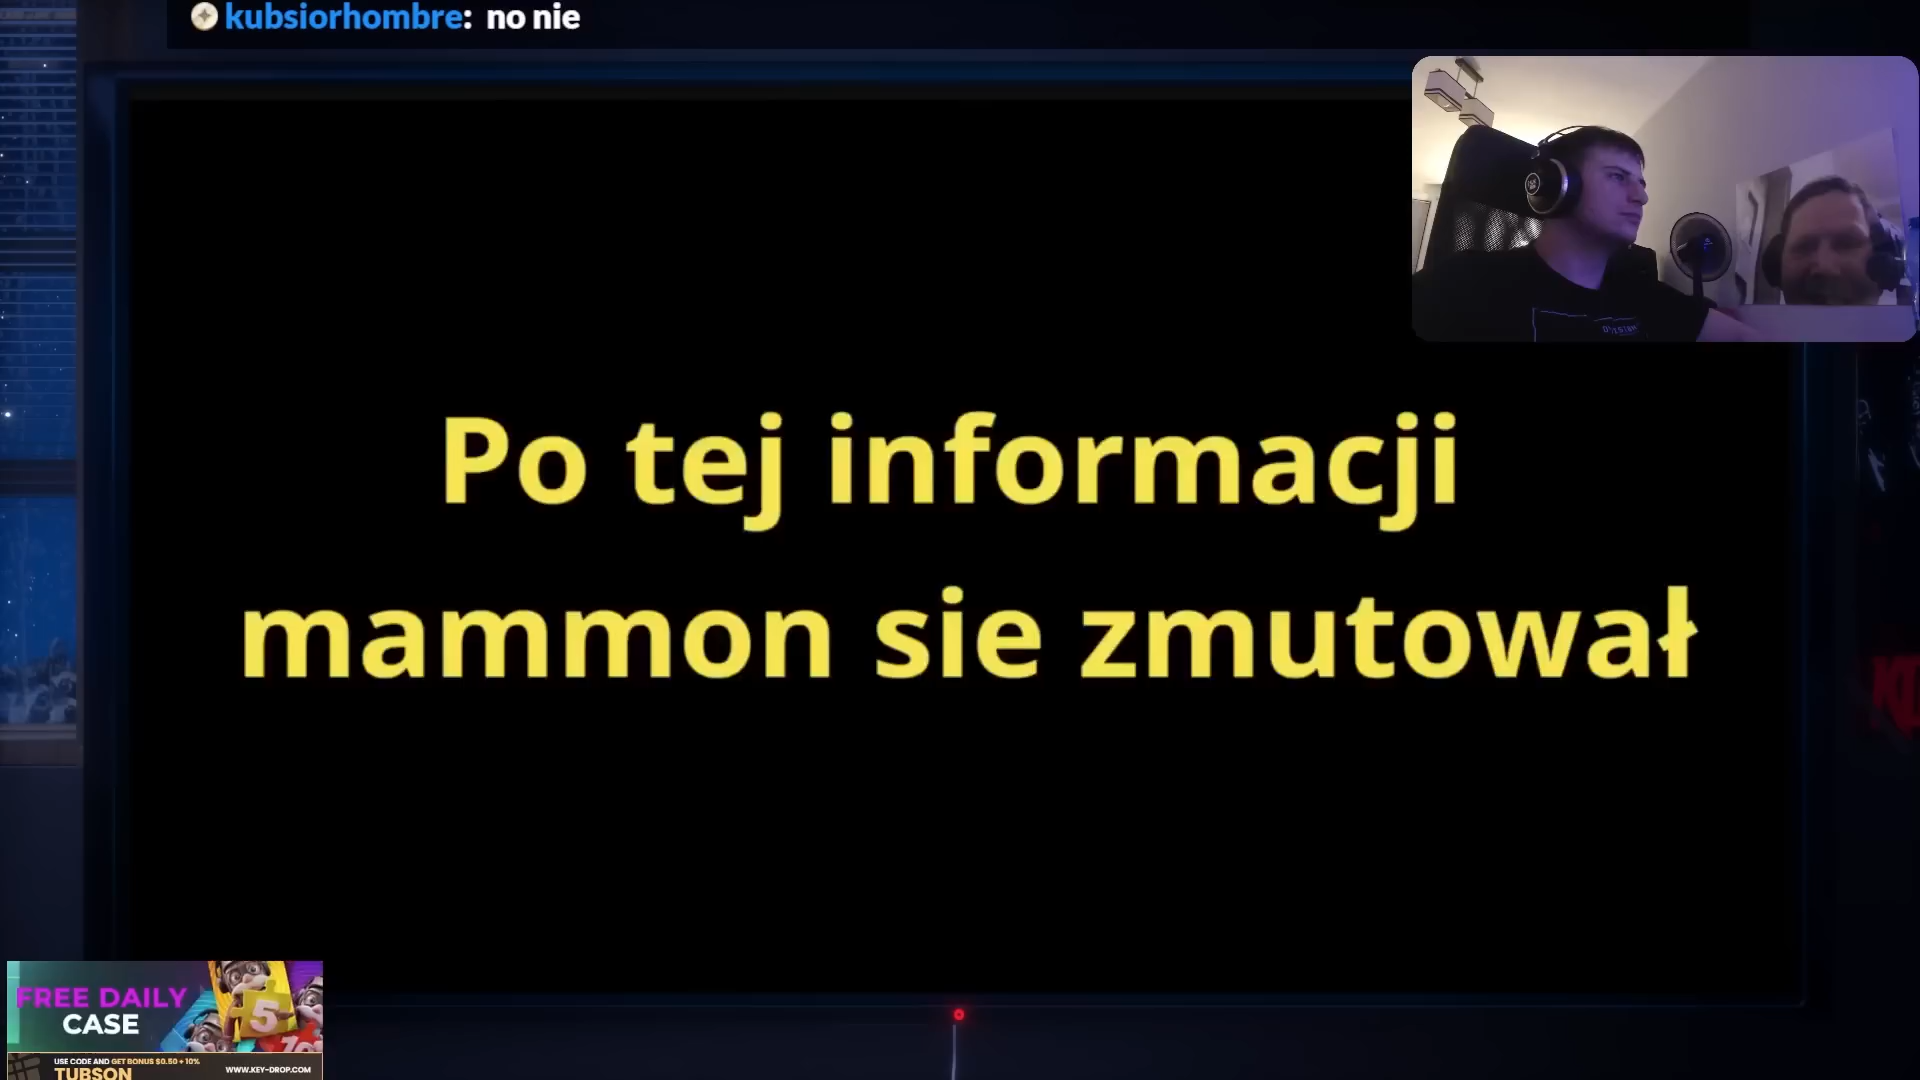 kubsiorhombre: no nie
Po tej informacji
mammon sie zmutował
FREE DAILY
CASE
5
USE CODE AND GET BONUS $0.50 + 10%
TUBSON
WWW.KEY-DROP.COM